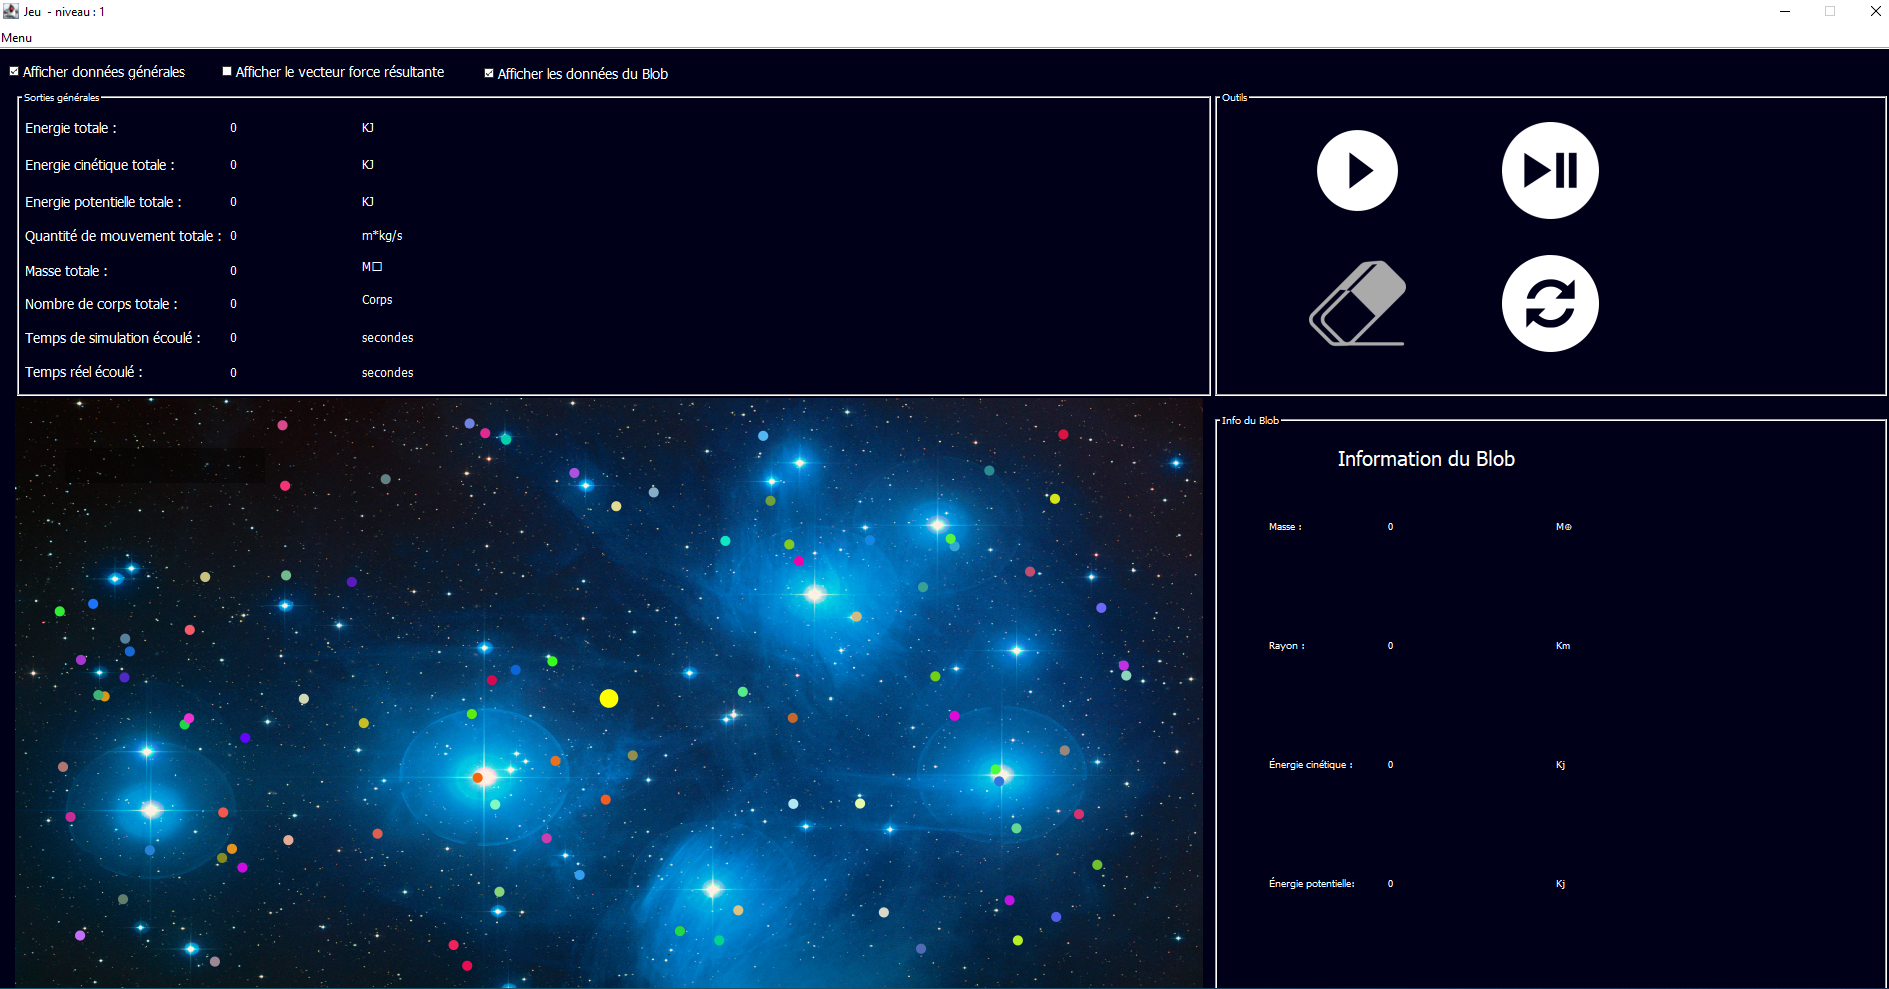 Jeu - niveau : 1
Menu
Afficher données générales Afficher le vecteur force résultante Afficher les données du Blob
Sorties générales
Energie totale : 0 KJ
Energie cinétique totale : 0 KJ
Energie potentielle totale : 0 KJ
Quantité de mouvement totale : 0 m*kg/s
Masse totale : 0 M□
Nombre de corps totale : 0 Corps
Temps de simulation écoulé : 0 secondes
Temps réel écoulé : 0 secondes
Outils
Info du Blob
Information du Blob
Masse : 0 M⊕
Rayon : 0 Km
Énergie cinétique : 0 Kj
Énergie potentielle: 0 Kj